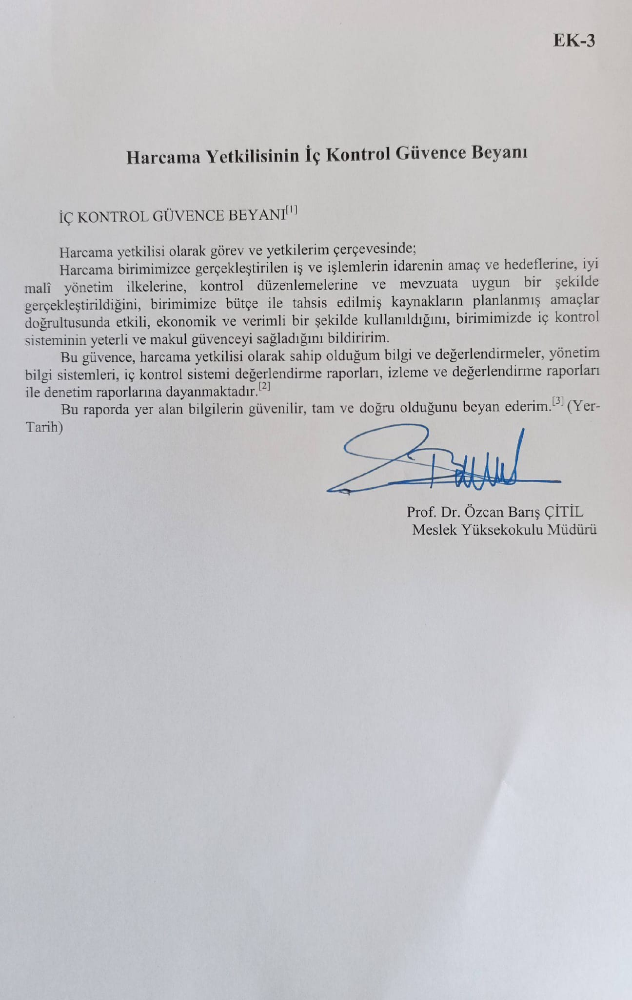 EK-3
Harcama Yetkilisinin İç Kontrol Güvence Beyanı
İÇ KONTROL GÜVENCE BEYANI[1]
Harcama yetkilisi olarak görev ve yetkilerim çerçevesinde;
Harcama birimimizce gerçekleştirilen iş ve işlemlerin idarenin amaç ve hedeflerine, iyi
malî yönetim ilkelerine, kontrol düzenlemelerine ve mevzuata uygun bir şekilde
gerçekleştirildiğini, birimimize bütçe ile tahsis edilmiş kaynakların planlanmış amaçlar
doğrultusunda etkili, ekonomik ve verimli bir şekilde kullanıldığını, birimimizde iç kontrol
sisteminin yeterli ve makul güvenceyi sağladığını bildiririm.
Bu güvence, harcama yetkilisi olarak sahip olduğum bilgi ve değerlendirmeler, yönetim
bilgi sistemleri, iç kontrol sistemi değerlendirme raporları, izleme ve değerlendirme raporları
ile denetim raporlarına dayanmaktadır.[2]
Bu raporda yer alan bilgilerin güvenilir, tam ve doğru olduğunu beyan ederim.[3] (Yer-
Tarih)
Prof. Dr. Özcan Barış ÇİTİL
Meslek Yüksekokulu Müdürü